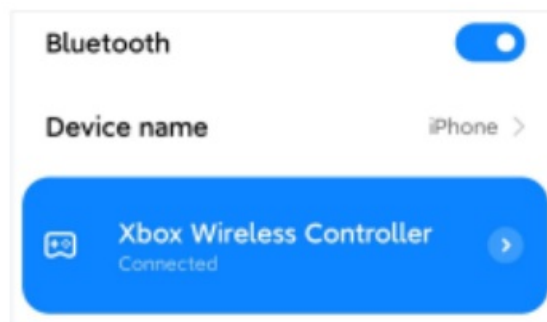 Bluetooth
Device name iPhone
Xbox Wireless Controller
Connected